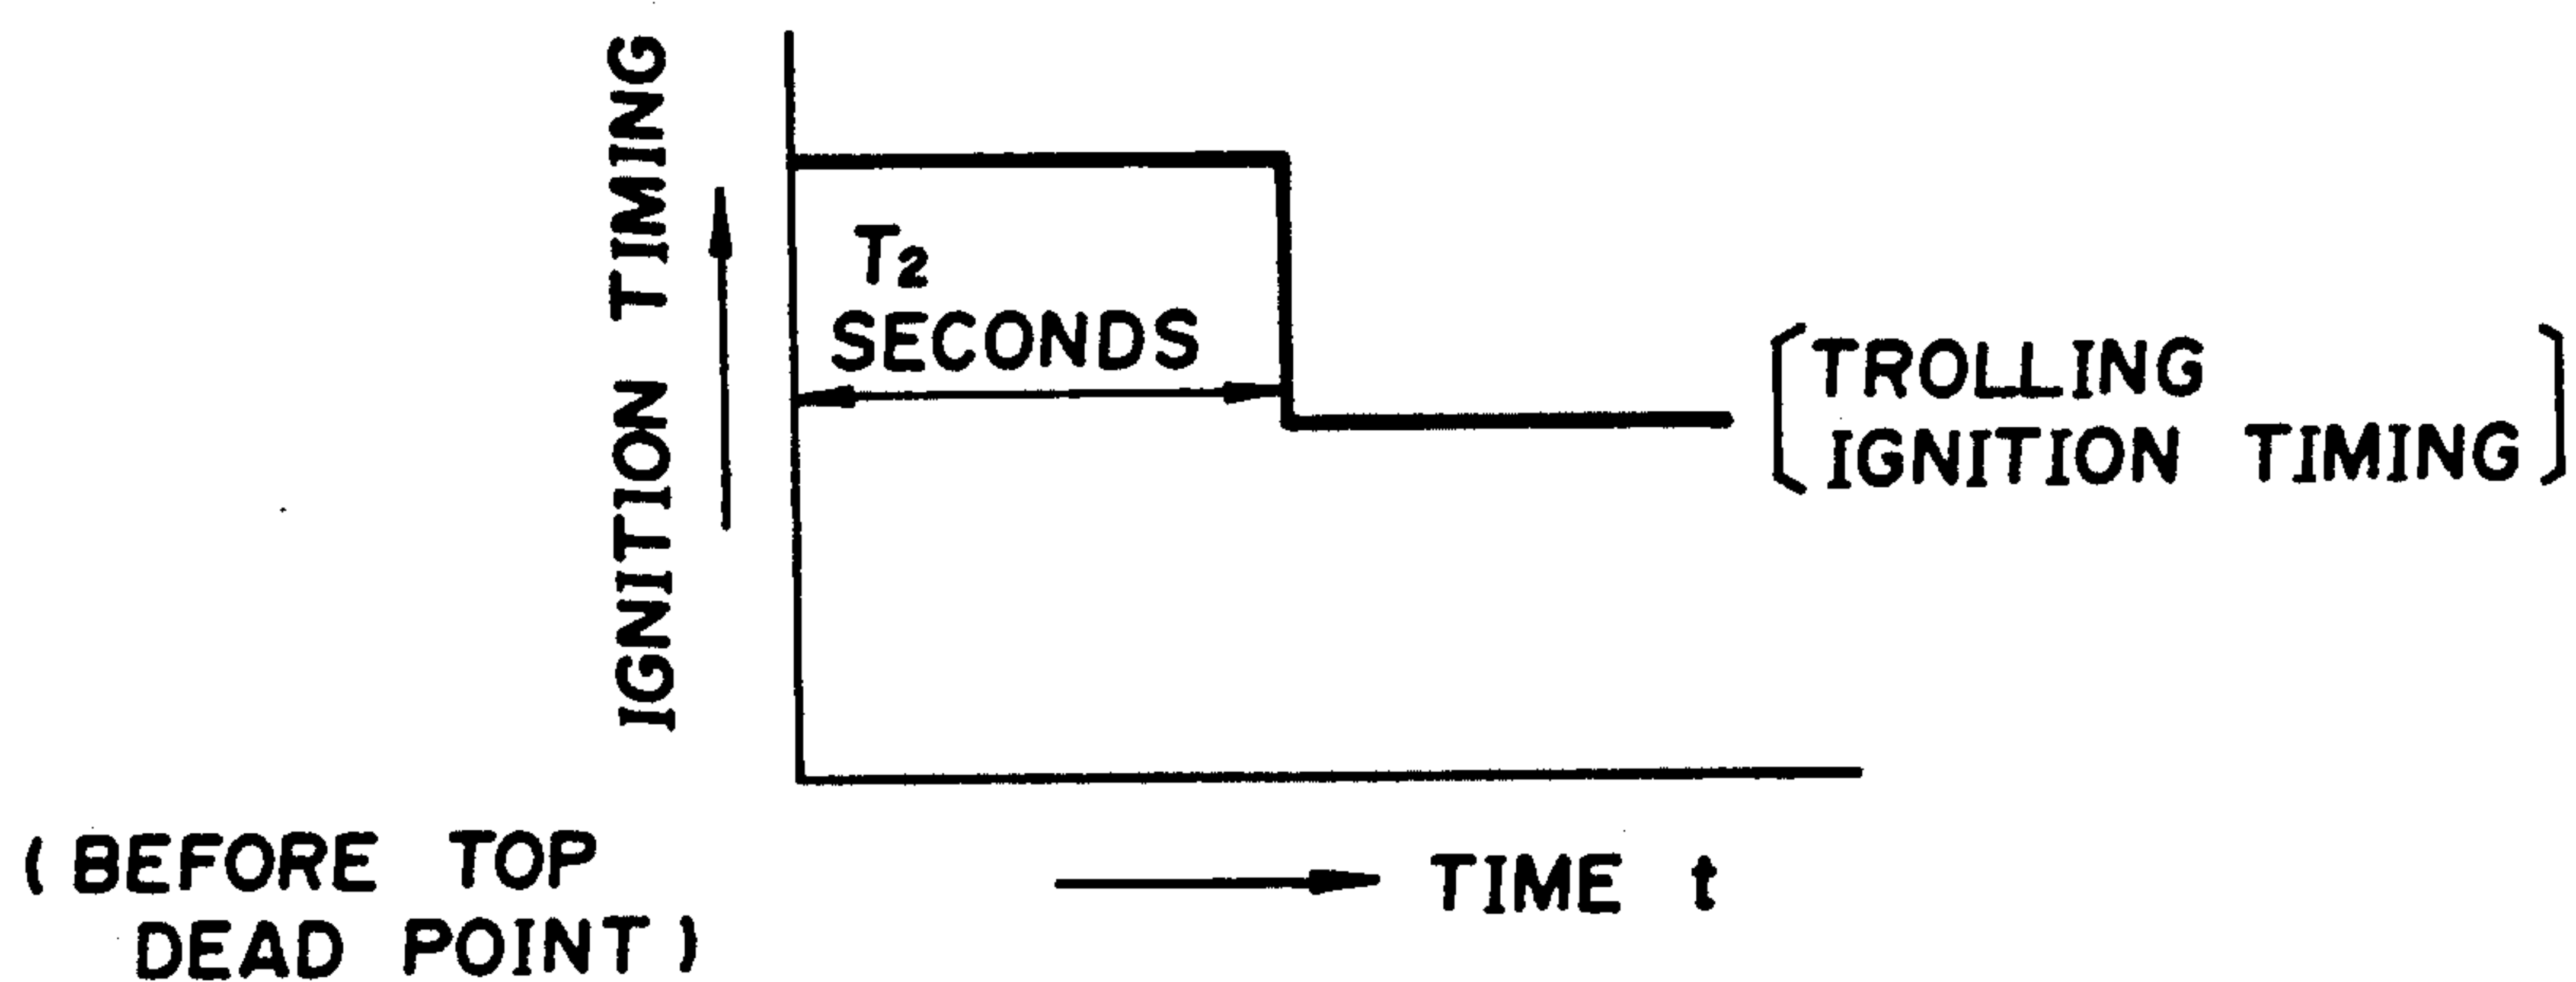 IGNITION TIMING
T2
SECONDS
[TROLLING
IGNITION TIMING]
(BEFORE TOP
DEAD POINT)
TIME t